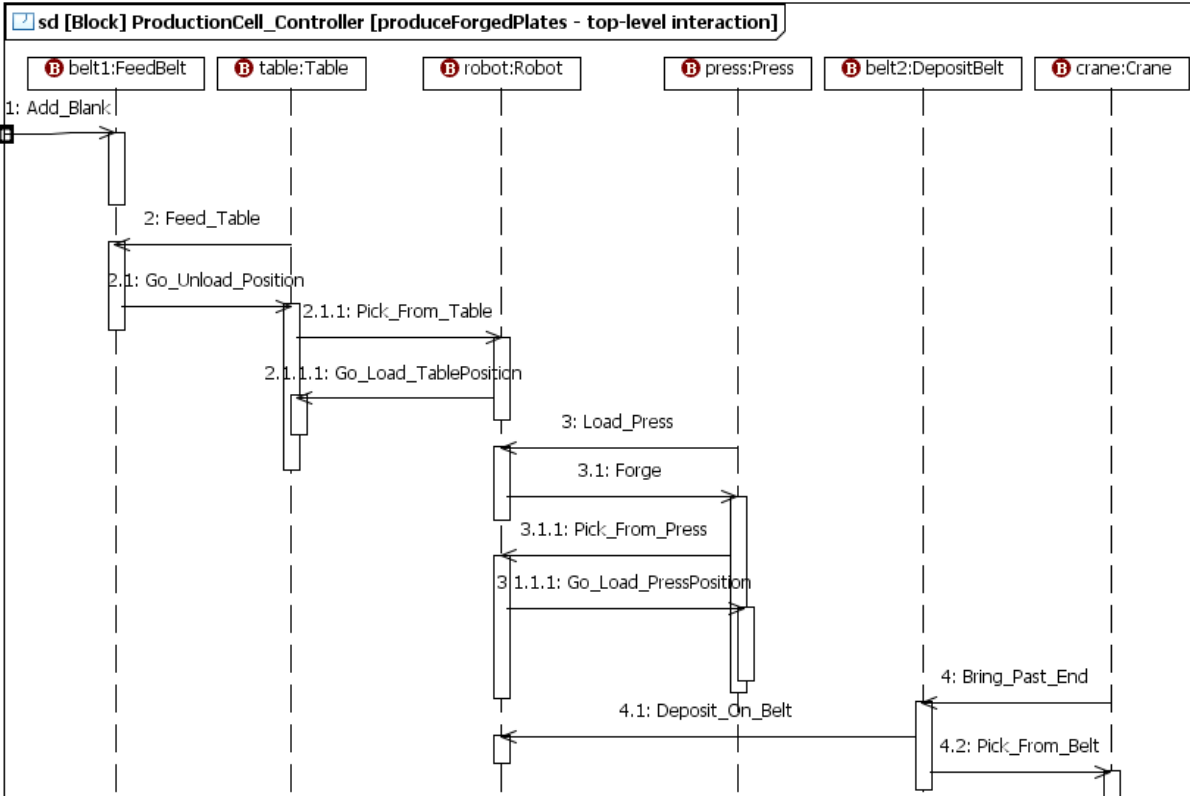 sd [Block] ProductionCell_Controller [produceForgedPlates - top-level interaction]
B belt1:FeedBelt B table:Table B robot:Robot B press:Press B belt2:DepositBelt B crane:Crane
1: Add_Blank
2: Feed_Table
2.1: Go_Unload_Position
2.1.1: Pick_From_Table
2.1.1.1: Go_Load_TablePosition
3: Load_Press
3.1: Forge
3.1.1: Pick_From_Press
3.1.1.1: Go_Load_PressPosition
4: Bring_Past_End
4.1: Deposit_On_Belt
4.2: Pick_From_Belt